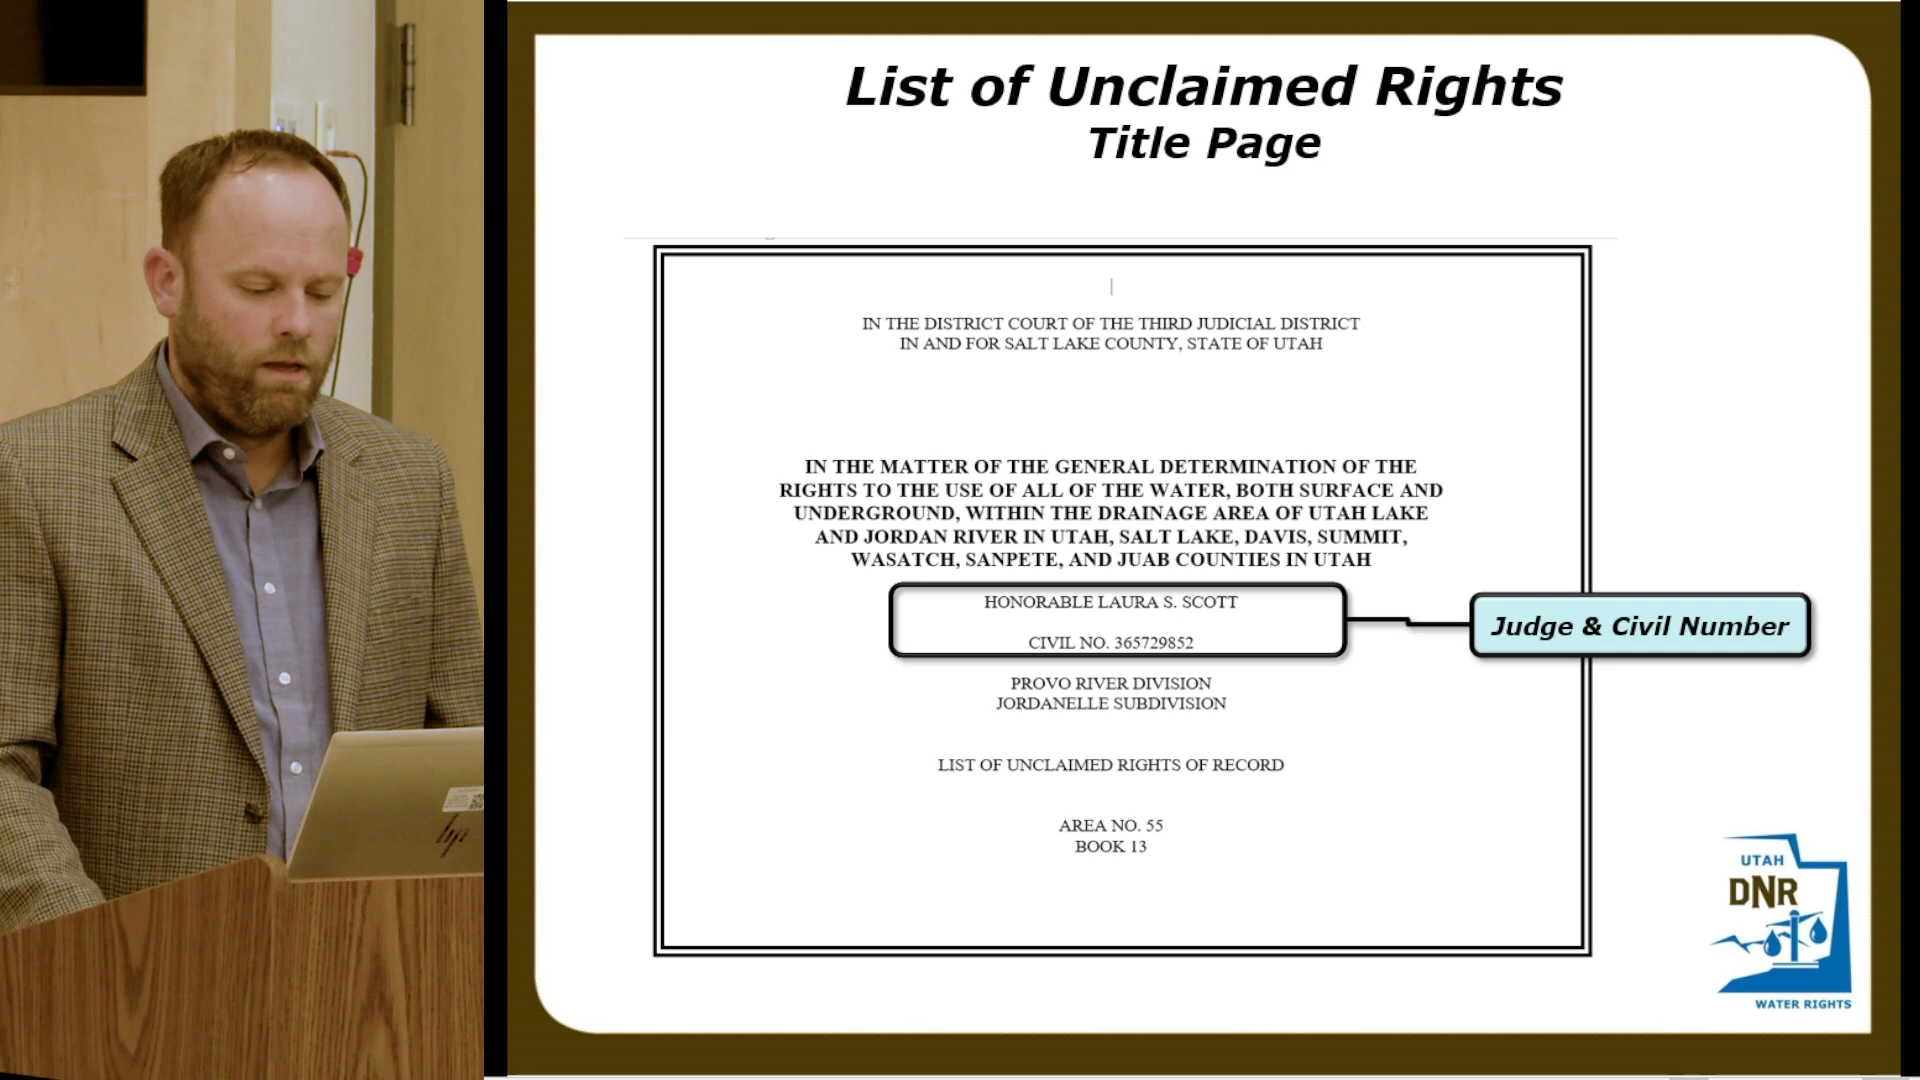 List of Unclaimed Rights
Title Page
IN THE DISTRICT COURT OF THE THIRD JUDICIAL DISTRICT
IN AND FOR SALT LAKE COUNTY, STATE OF UTAH
IN THE MATTER OF THE GENERAL DETERMINATION OF THE
RIGHTS TO THE USE OF ALL OF THE WATER, BOTH SURFACE AND
UNDERGROUND, WITHIN THE DRAINAGE AREA OF UTAH LAKE
AND JORDAN RIVER IN UTAH, SALT LAKE, DAVIS, SUMMIT,
WASATCH, SANPETE, AND JUAB COUNTIES IN UTAH
HONORABLE LAURA S. SCOTT
CIVIL NO. 365729852
Judge & Civil Number
PROVO RIVER DIVISION
JORDANELLE SUBDIVISION
LIST OF UNCLAIMED RIGHTS OF RECORD
AREA NO. 55
BOOK 13
UTAH
DNR
WATER RIGHTS
hp